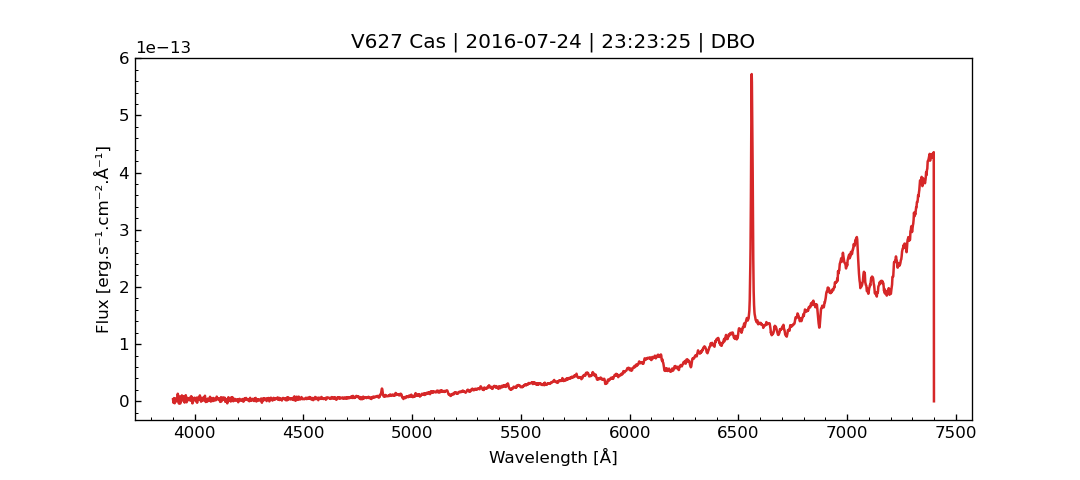 V627 Cas | 2016-07-24 | 23:23:25 | DBO
1e−13
6
5
4
3
2
1
0
Flux [erg.s⁻¹.cm⁻².Å⁻¹]
4000 4500 5000 5500 6000 6500 7000 7500
Wavelength [Å]